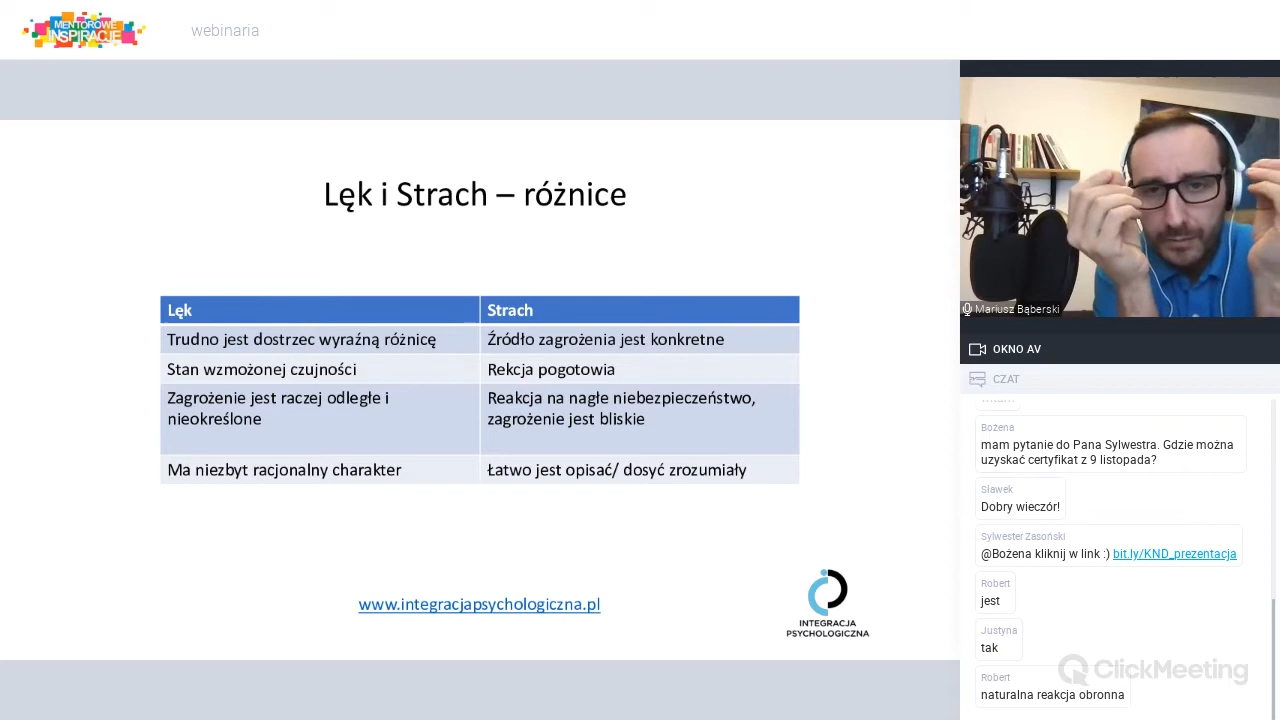 MENTOROWE
INSPIRACJE
webinaria
Lęk i Strach – różnice
Lęk
Strach
Trudno jest dostrzec wyraźną różnicę
Źródło zagrożenia jest konkretne
Stan wzmożonej czujności
Rekcja pogotowia
Zagrożenie jest raczej odległe i
nieokreślone
Reakcja na nagłe niebezpieczeństwo,
zagrożenie jest bliskie
Ma niezbyt racjonalny charakter
Łatwo jest opisać/ dosyć zrozumiały
www.integracjapsychologiczna.pl
INTEGRACJA
PSYCHOLOGICZNA
Mariusz Bąberski
OKNO AV
CZAT
Bożena
mam pytanie do Pana Sylwestra. Gdzie można
uzyskać certyfikat z 9 listopada?
Sławek
Dobry wieczór!
Sylwester Zasoński
@Bożena kliknij w link :) bit.ly/KND_prezentacja
Robert
jest
Justyna
tak
Robert
naturalna reakcja obronna
ClickMeeting